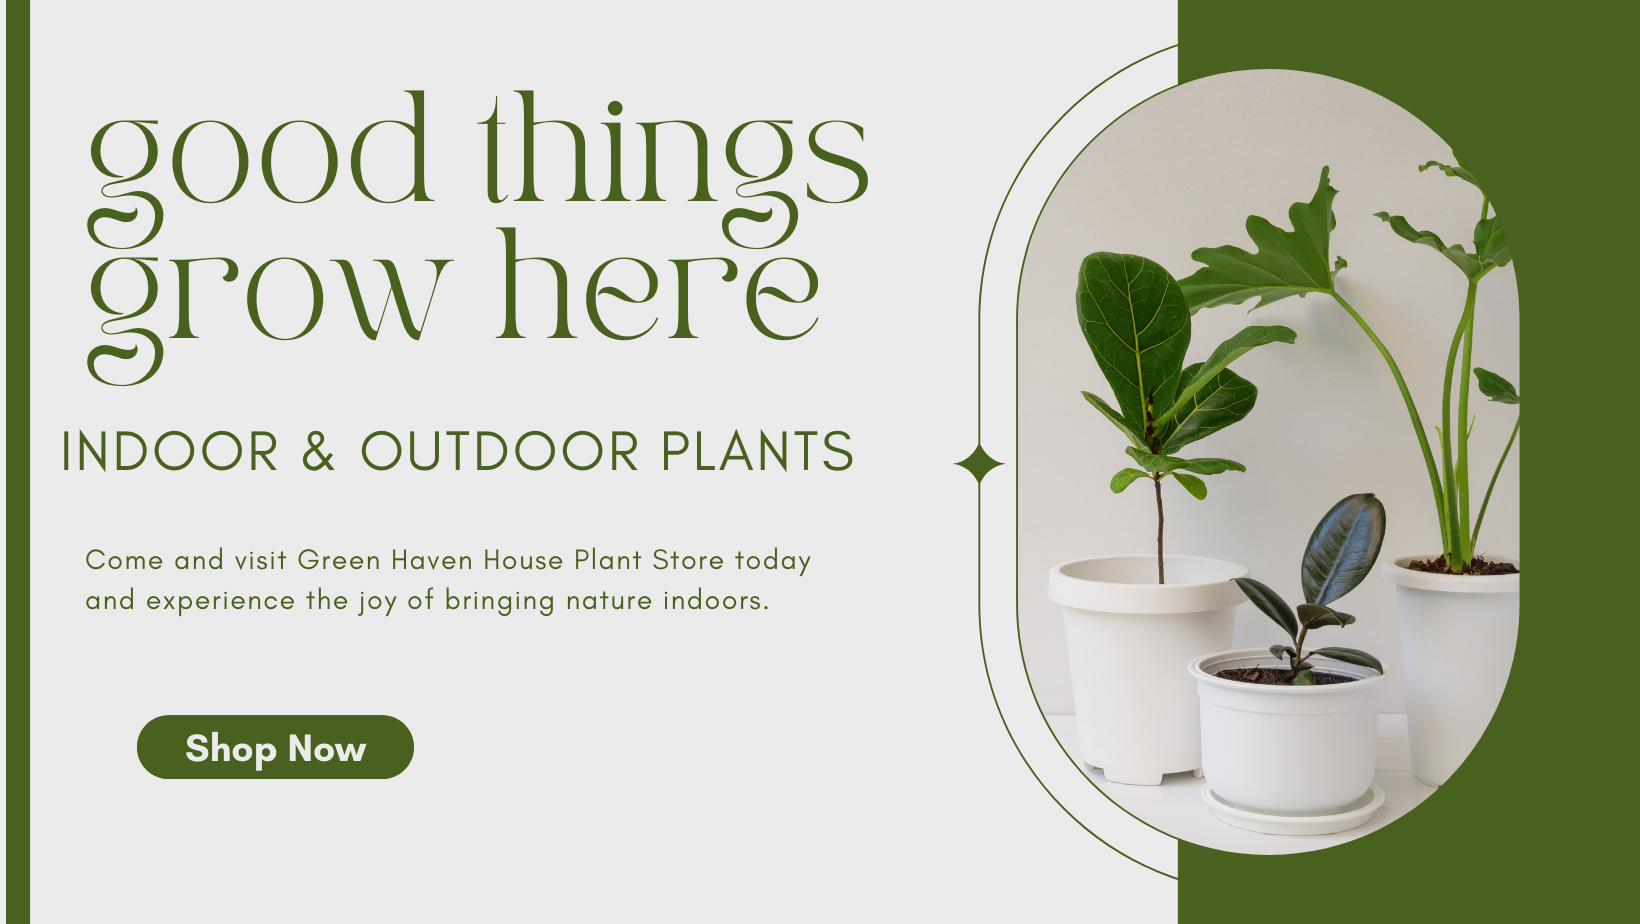 good things
grow here
INDOOR & OUTDOOR PLANTS
Come and visit Green Haven House Plant Store today
and experience the joy of bringing nature indoors.
Shop Now